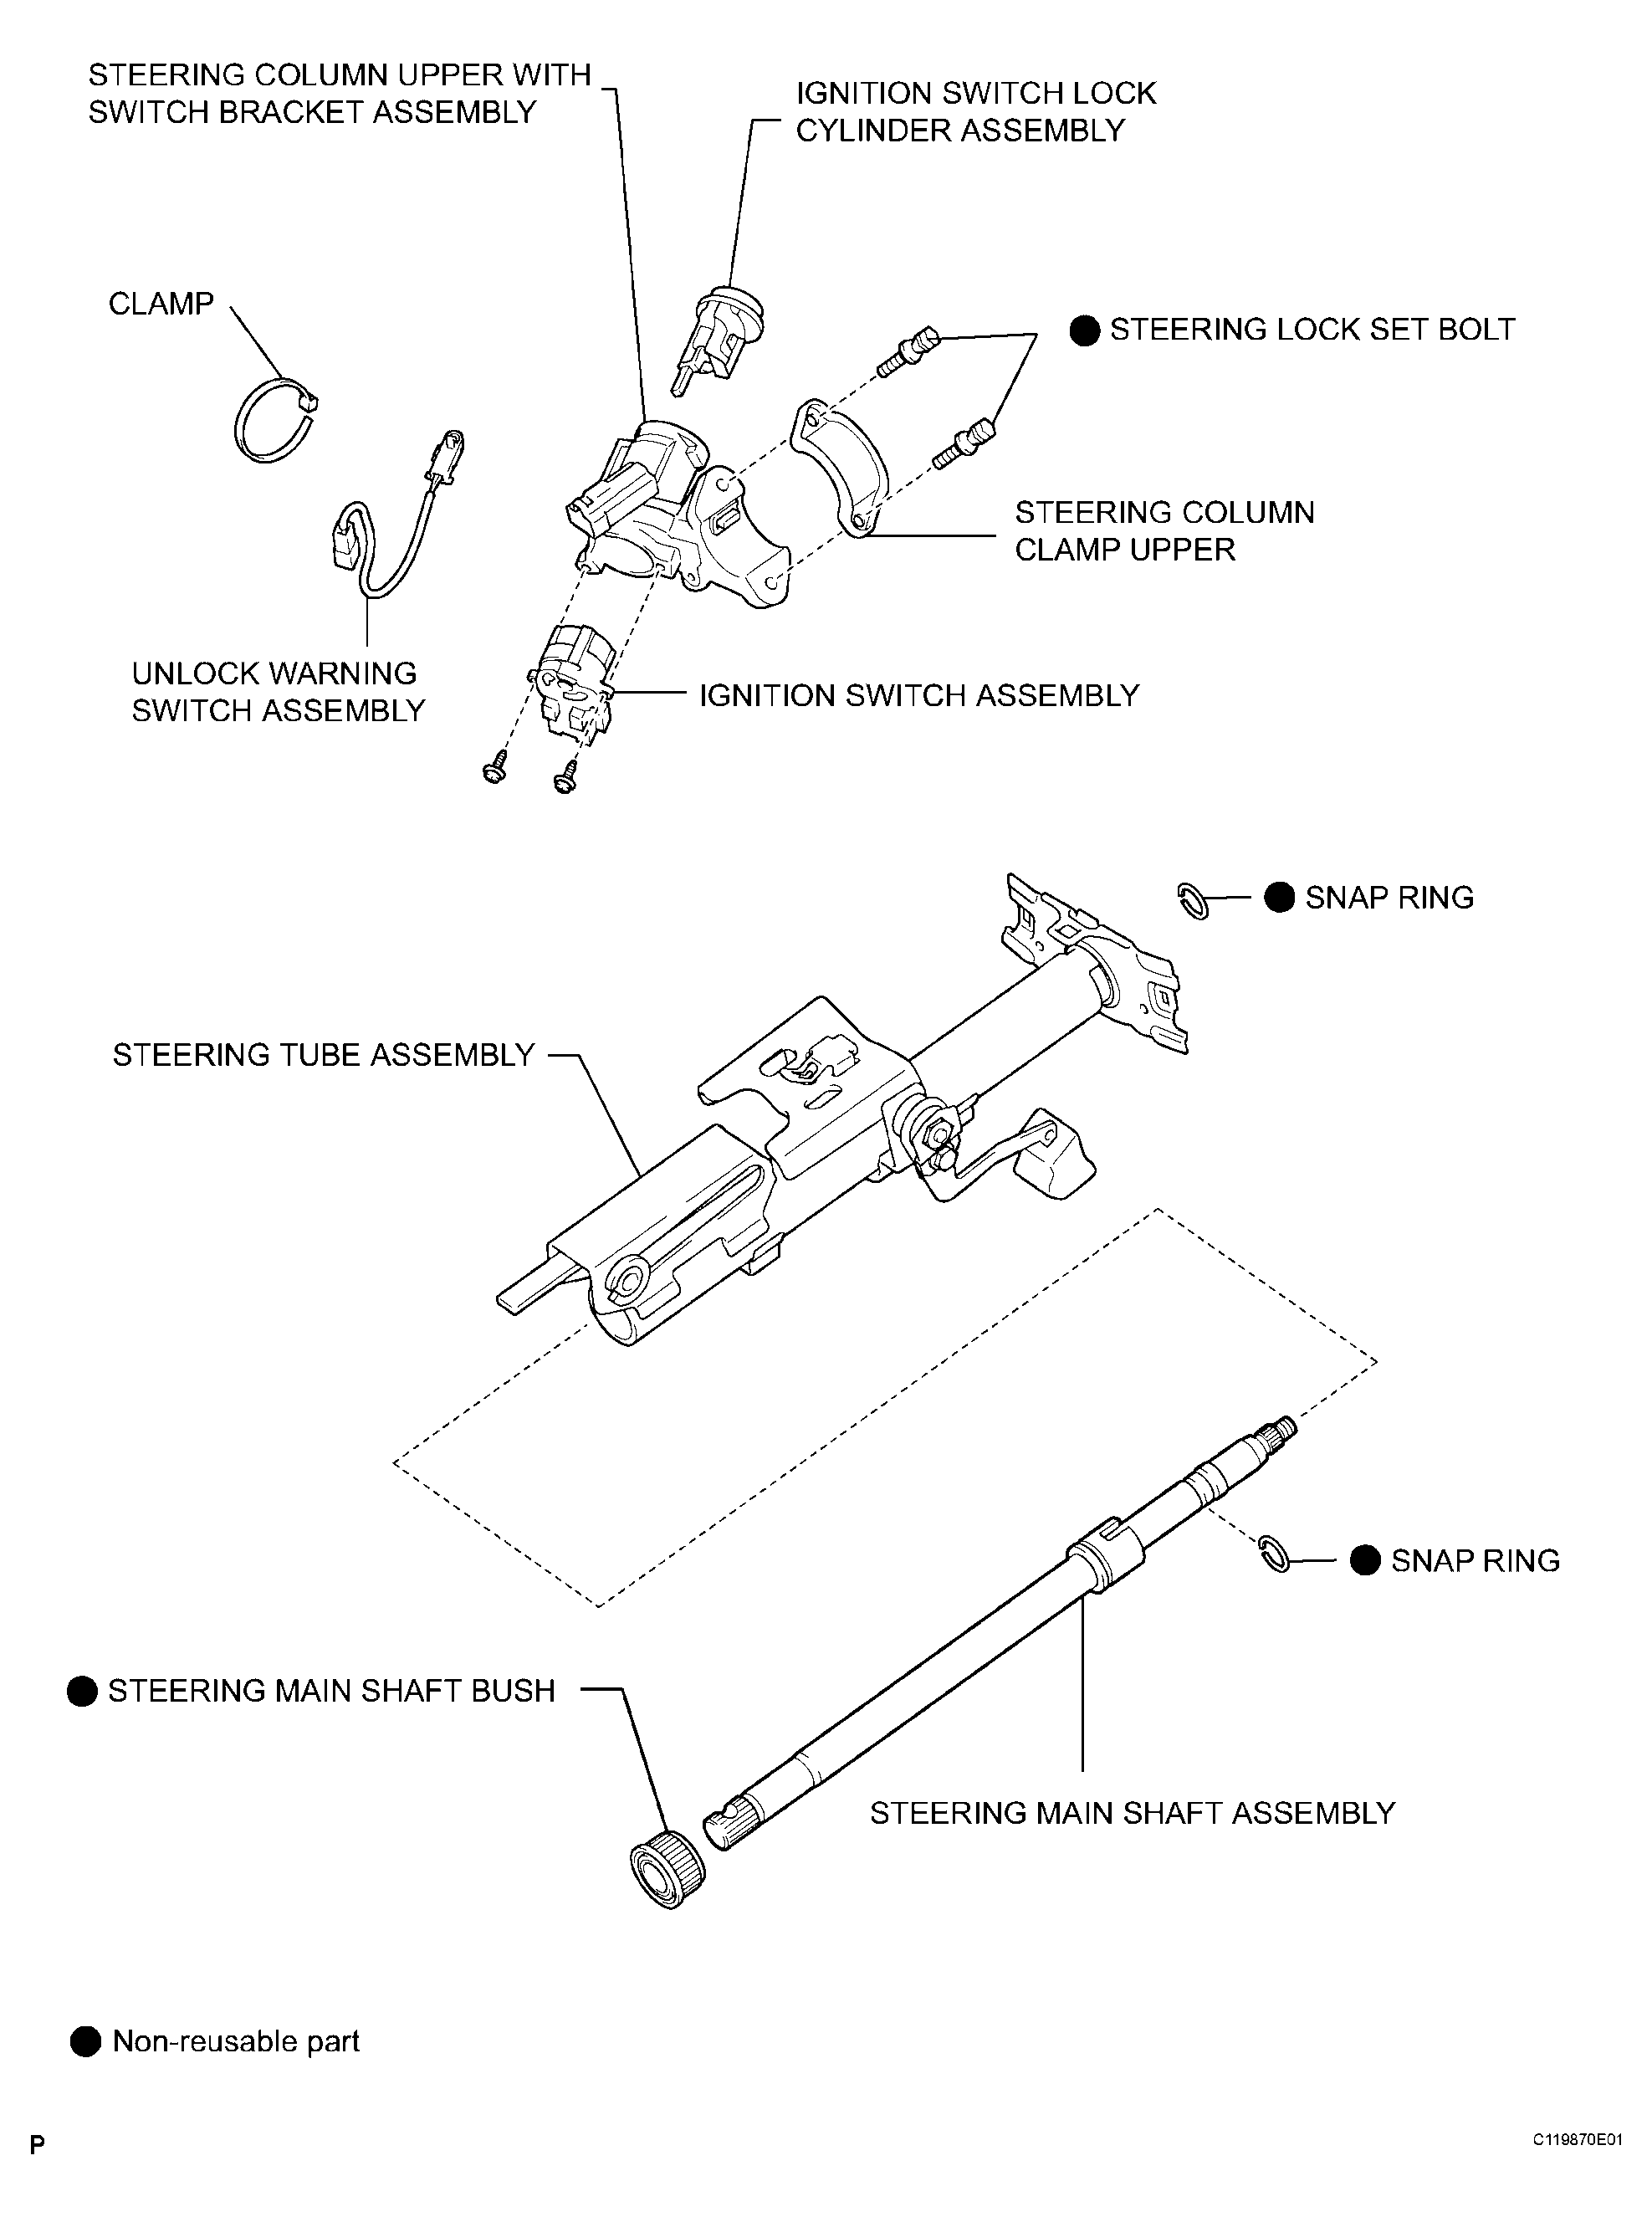 STEERING COLUMN UPPER WITH
SWITCH BRACKET ASSEMBLY
IGNITION SWITCH LOCK
CYLINDER ASSEMBLY
CLAMP
● STEERING LOCK SET BOLT
STEERING COLUMN
CLAMP UPPER
UNLOCK WARNING
SWITCH ASSEMBLY
IGNITION SWITCH ASSEMBLY
● SNAP RING
STEERING TUBE ASSEMBLY
● SNAP RING
● STEERING MAIN SHAFT BUSH
STEERING MAIN SHAFT ASSEMBLY
● Non-reusable part
P
C119870E01